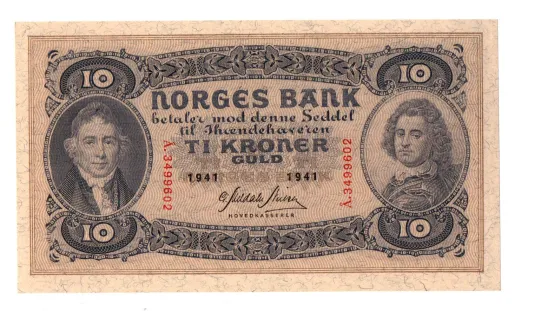 10 10
NORGES BANK
betaler mod denne Seddel
til Ihændehaveren
TI KRONER
GULD
A.3499602
A.3499602
1941 1941
HOVEDKASSERER
10 10